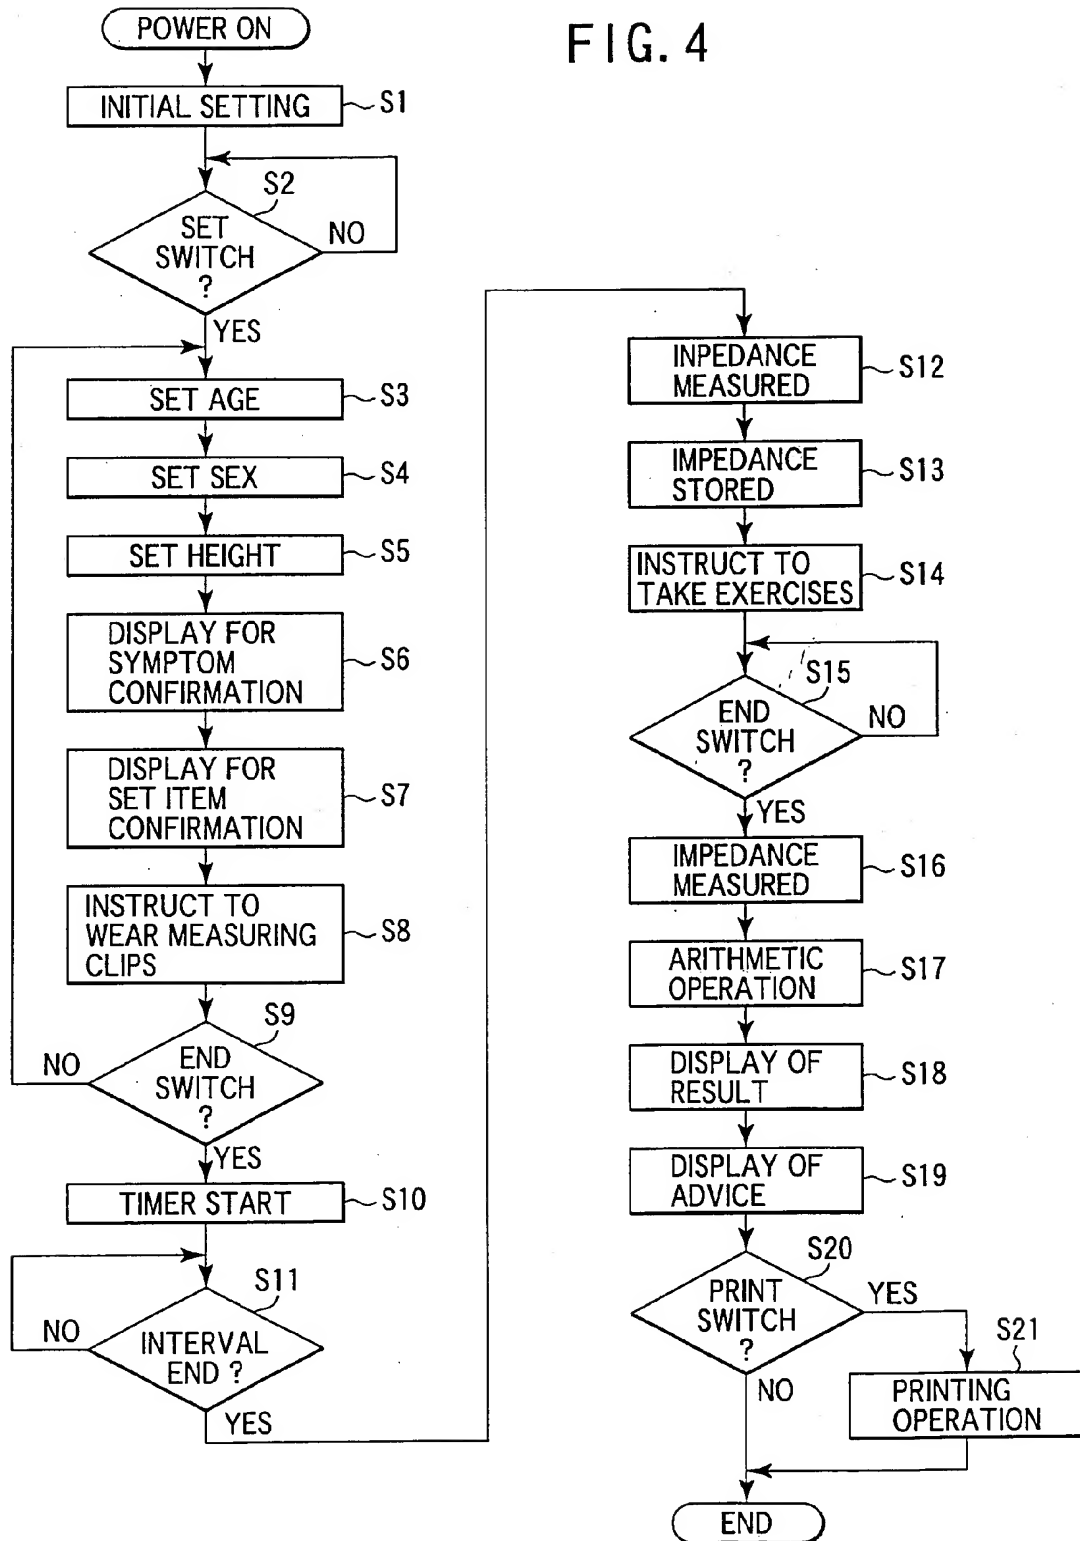 FIG. 4
POWER ON
INITIAL SETTING
S1
S2
SET
SWITCH
?
NO
YES
SET AGE
S3
SET SEX
S4
SET HEIGHT
S5
DISPLAY FOR
SYMPTOM
CONFIRMATION
S6
DISPLAY FOR
SET ITEM
CONFIRMATION
S7
INSTRUCT TO
WEAR MEASURING
CLIPS
S8
S9
END
SWITCH
?
NO
YES
TIMER START
S10
S11
INTERVAL
END ?
NO
YES
INPEDANCE
MEASURED
S12
IMPEDANCE
STORED
S13
INSTRUCT TO
TAKE EXERCISES
S14
S15
END
SWITCH
?
NO
YES
IMPEDANCE
MEASURED
S16
ARITHMETIC
OPERATION
S17
DISPLAY OF
RESULT
S18
DISPLAY OF
ADVICE
S19
S20
PRINT
SWITCH
?
YES
NO
S21
PRINTING
OPERATION
END